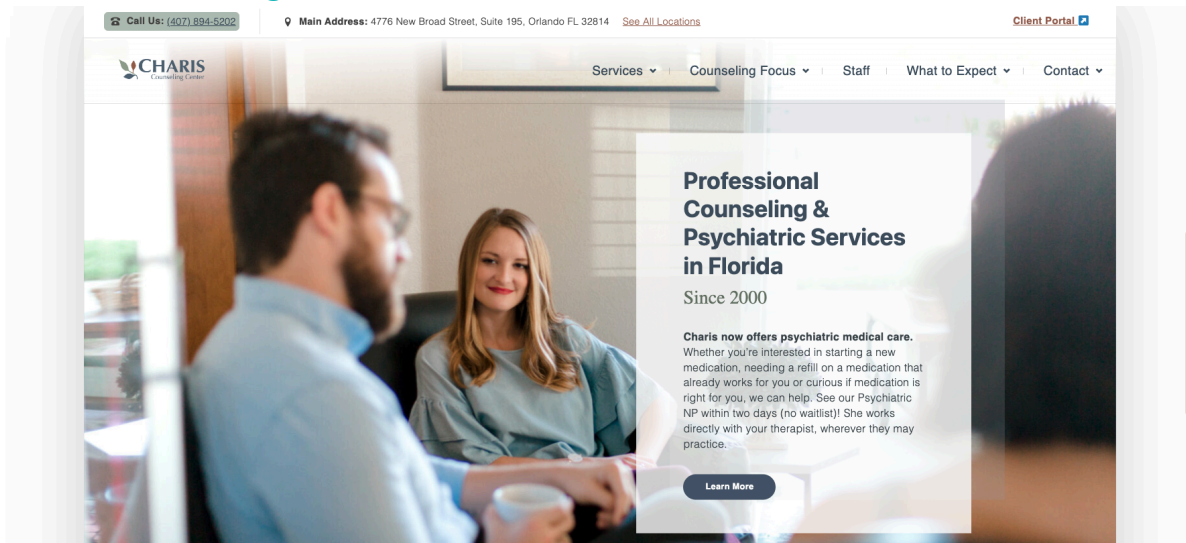 Call Us: (407) 894-5202
Main Address: 4776 New Broad Street, Suite 195, Orlando FL 32814 See All Locations
Client Portal
CHARIS
Counseling Center
Services
Counseling Focus
Staff
What to Expect
Contact
Professional
Counseling &
Psychiatric Services
in Florida
Since 2000
Charis now offers psychiatric medical care.
Whether you're interested in starting a new
medication, needing a refill on a medication that
already works for you or curious if medication is
right for you, we can help. See our Psychiatric
NP within two days (no waitlist)! She works
directly with your therapist, wherever they may
practice.
Learn More